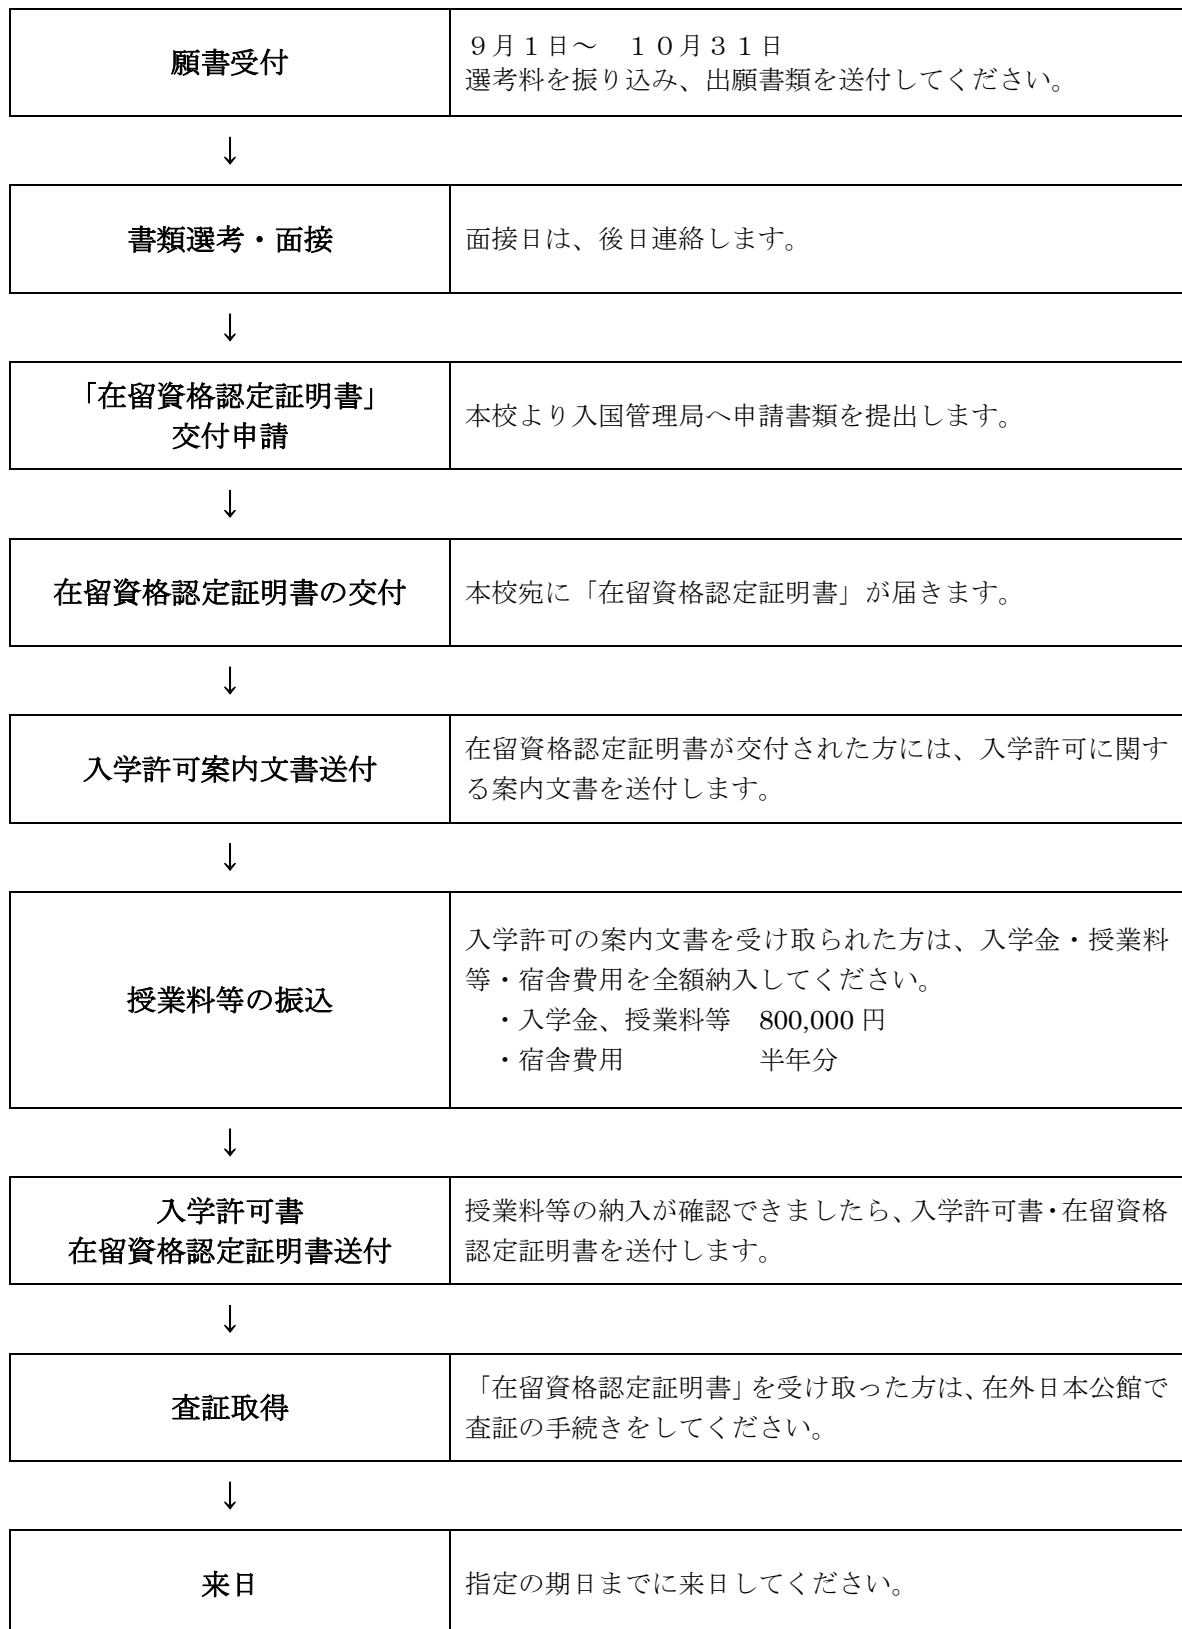 願書受付
９月１日～　１０月３１日
選考料を振り込み、出願書類を送付してください。
↓
書類選考・面接
面接日は、後日連絡します。
↓
「在留資格認定証明書」
交付申請
本校より入国管理局へ申請書類を提出します。
↓
在留資格認定証明書の交付
本校宛に「在留資格認定証明書」が届きます。
↓
入学許可案内文書送付
在留資格認定証明書が交付された方には、入学許可に関す
る案内文書を送付します。
↓
授業料等の振込
入学許可の案内文書を受け取られた方は、入学金・授業料
等・宿舎費用を全額納入してください。
・入学金、授業料等　800,000 円
・宿舎費用　　　　　半年分
↓
入学許可書
在留資格認定証明書送付
授業料等の納入が確認できましたら、入学許可書・在留資格
認定証明書を送付します。
↓
査証取得
「在留資格認定証明書」を受け取った方は、在外日本公館で
査証の手続きをしてください。
↓
来日
指定の期日までに来日してください。